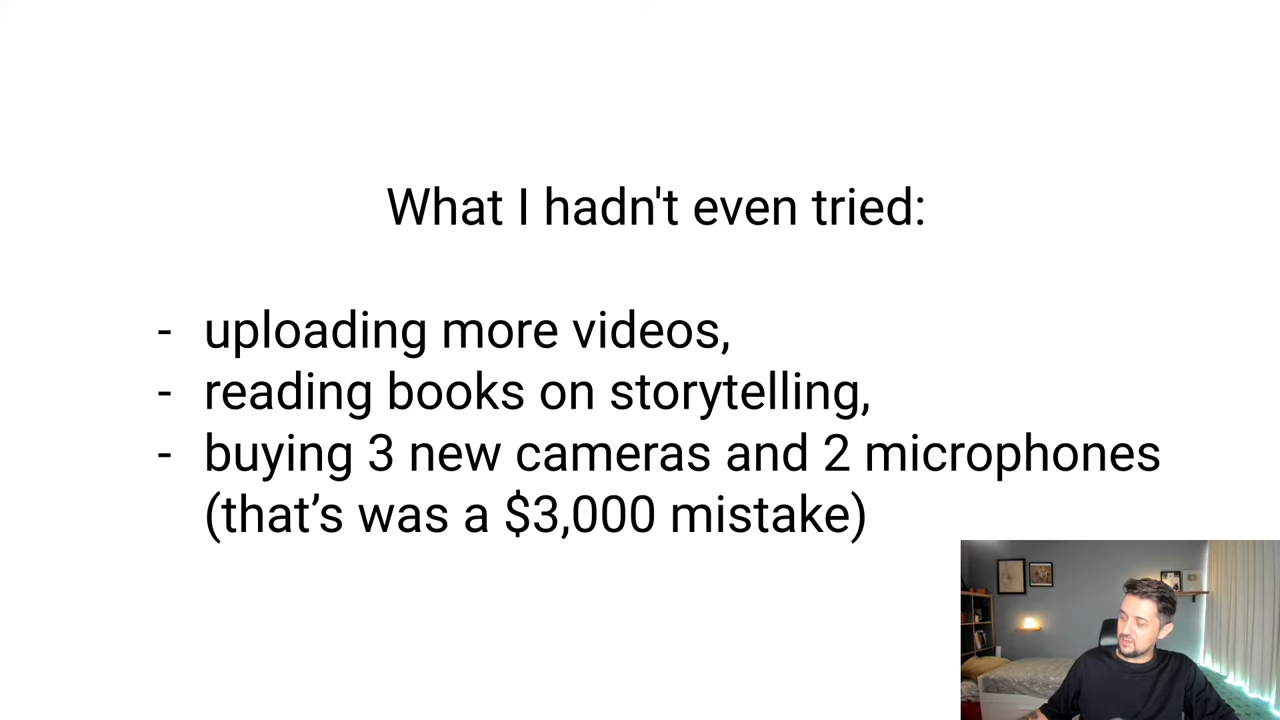 What I hadn't even tried:
- uploading more videos,
- reading books on storytelling,
- buying 3 new cameras and 2 microphones
(that’s was a $3,000 mistake)